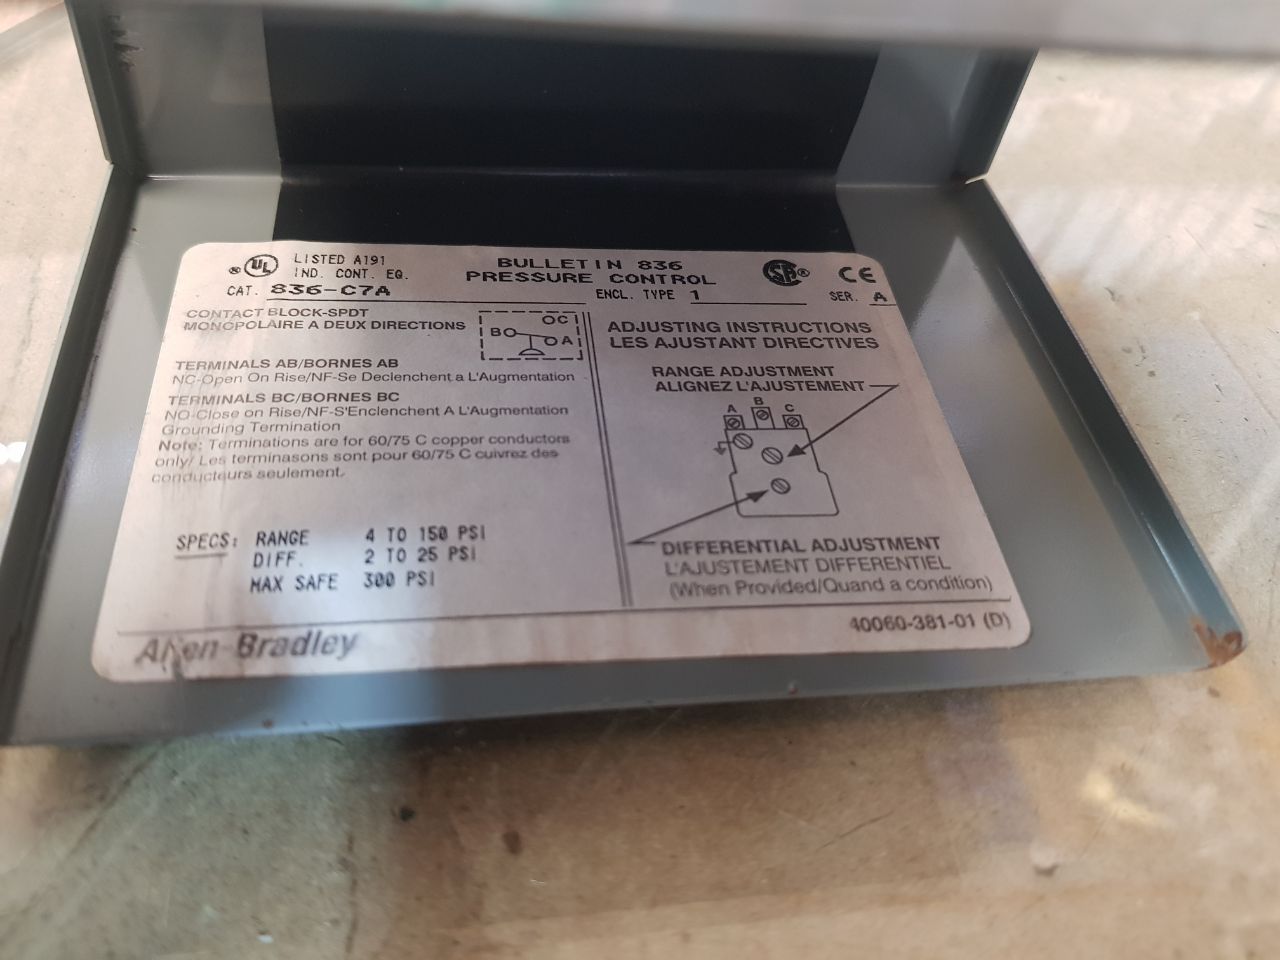 UL® LISTED A191
IND. CONT. EQ.
BULLETIN 836
PRESSURE CONTROL
SP® CE
CAT. 836-C7A
ENCL. TYPE 1
SER. A
CONTACT BLOCK-SPDT
MONOPOLAIRE A DEUX DIRECTIONS
C
B
A
TERMINALS AB/BORNES AB
NC-Open On Rise/NF-Se Declenchent a L'Augmentation
TERMINALS BC/BORNES BC
NO-Close on Rise/NF-S'Enclenchent A L'Augmentation
Grounding Termination
Note: Terminations are for 60/75 C copper conductors
only/ Les terminasons sont pour 60/75 C cuivrez des
conducteurs seulement.
SPECS: RANGE 4 TO 150 PSI
DIFF. 2 TO 25 PSI
MAX SAFE 300 PSI
ADJUSTING INSTRUCTIONS
LES AJUSTANT DIRECTIVES
RANGE ADJUSTMENT
ALIGNEZ L'AJUSTEMENT
A B C
DIFFERENTIAL ADJUSTMENT
L'AJUSTEMENT DIFFERENTIEL
(When Provided/Quand a condition)
Allen-Bradley
40060-381-01 (D)